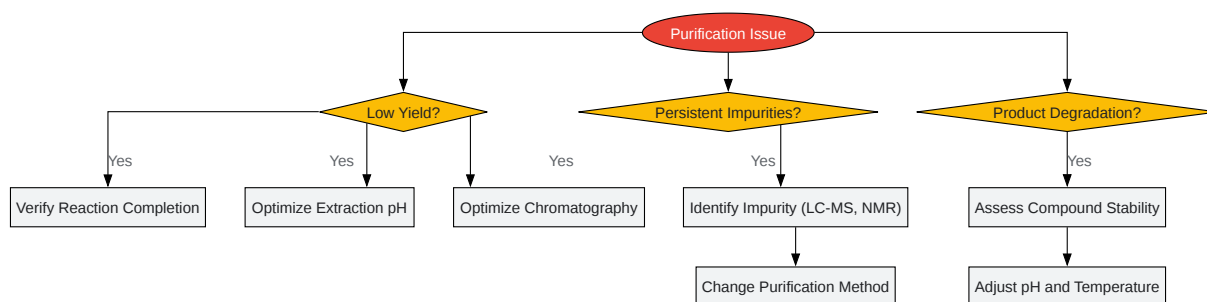 Purification Issue
Low Yield?
Persistent Impurities?
Product Degradation?
Yes
Yes
Yes
Yes
Yes
Verify Reaction Completion
Optimize Extraction pH
Optimize Chromatography
Identify Impurity (LC-MS, NMR)
Assess Compound Stability
Change Purification Method
Adjust pH and Temperature